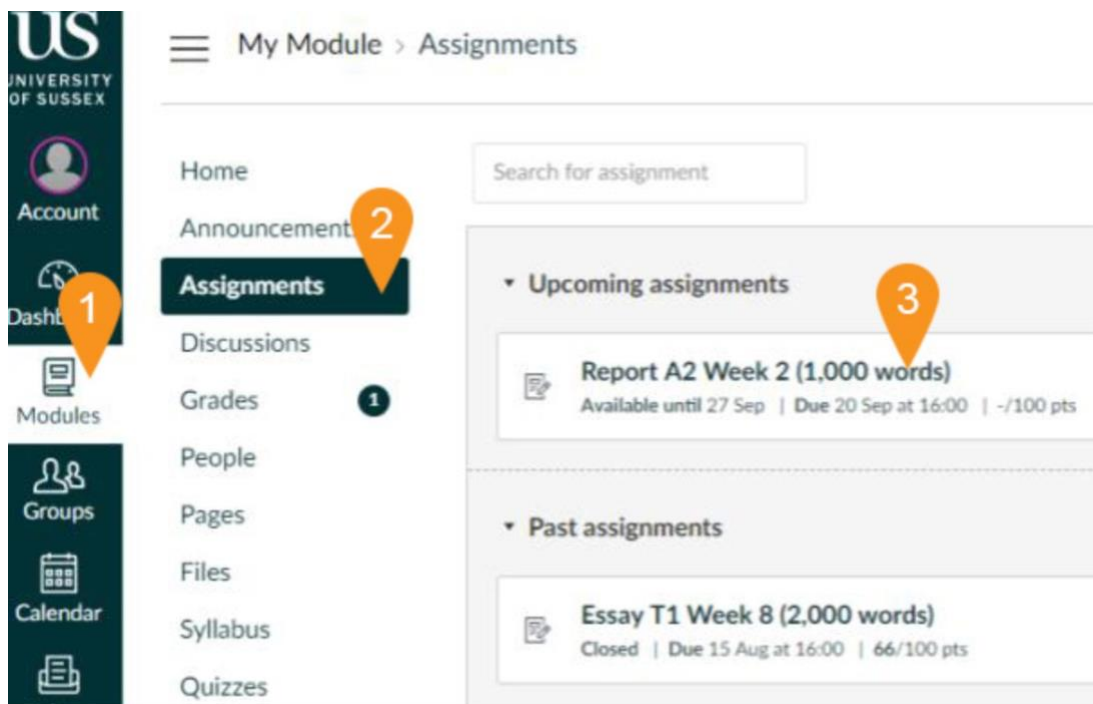 US
UNIVERSITY
OF SUSSEX
Account
1
Modules
Groups
Calendar
My Module > Assignments
Home
Announcement
2
Assignments
Discussions
Grades 1
People
Pages
Files
Syllabus
Quizzes
Search for assignment
Upcoming assignments
3
Report A2 Week 2 (1,000 words)
Available until 27 Sep | Due 20 Sep at 16:00 | -/100 pts
Past assignments
Essay T1 Week 8 (2,000 words)
Closed | Due 15 Aug at 16:00 | 66/100 pts